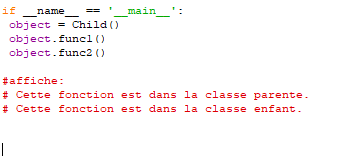 if __name__ == '__main__':
 object = Child()
 object.func1()
 object.func2()
#affiche:
# Cette fonction est dans la classe parente.
# Cette fonction est dans la classe enfant.